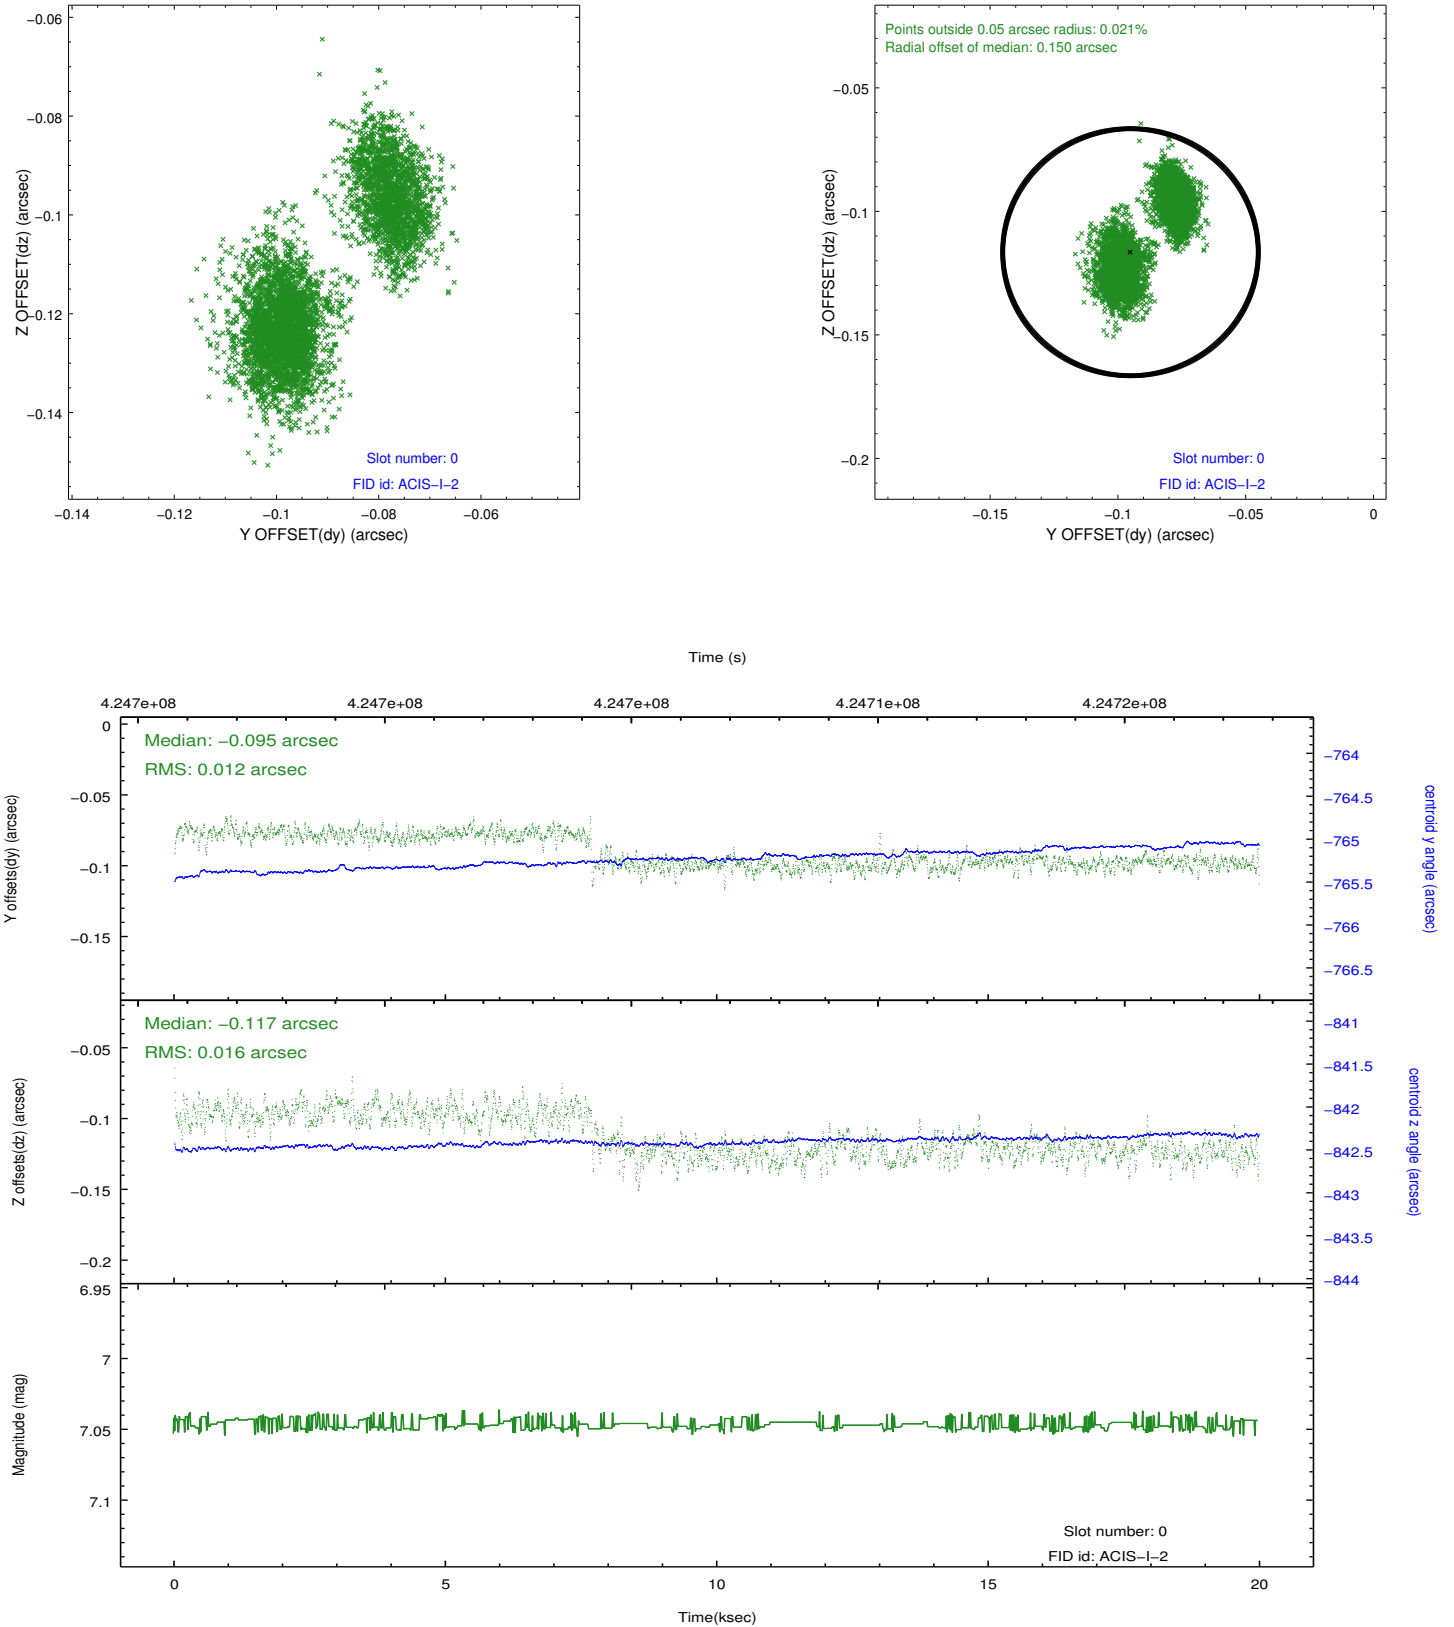 −0.06
−0.08
−0.1
−0.12
−0.14
Z OFFSET(dz) (arcsec)
Slot number: 0
FID id: ACIS−I−2
−0.14 −0.12 −0.1 −0.08 −0.06
Y OFFSET(dy) (arcsec)
Points outside 0.05 arcsec radius: 0.021%
Radial offset of median: 0.150 arcsec
−0.05
−0.1
−0.15
−0.2
Z OFFSET(dz) (arcsec)
Slot number: 0
FID id: ACIS−I−2
−0.15 −0.1 −0.05 0
Y OFFSET(dy) (arcsec)
Time (s)
4.247e+08 4.247e+08 4.247e+08 4.2471e+08 4.2472e+08
Median: −0.095 arcsec
RMS: 0.012 arcsec
0
−0.05
−0.1
−0.15
Y offsets(dy) (arcsec)
−764
−764.5
−765
−765.5
−766
−766.5
centroid y angle (arcsec)
Median: −0.117 arcsec
RMS: 0.016 arcsec
−0.05
−0.1
−0.15
−0.2
Z offsets(dz) (arcsec)
−841
−841.5
−842
−842.5
−843
−843.5
−844
centroid z angle (arcsec)
6.95
7
7.05
7.1
Magnitude (mag)
Slot number: 0
FID id: ACIS−I−2
0 5 10 15 20
Time(ksec)